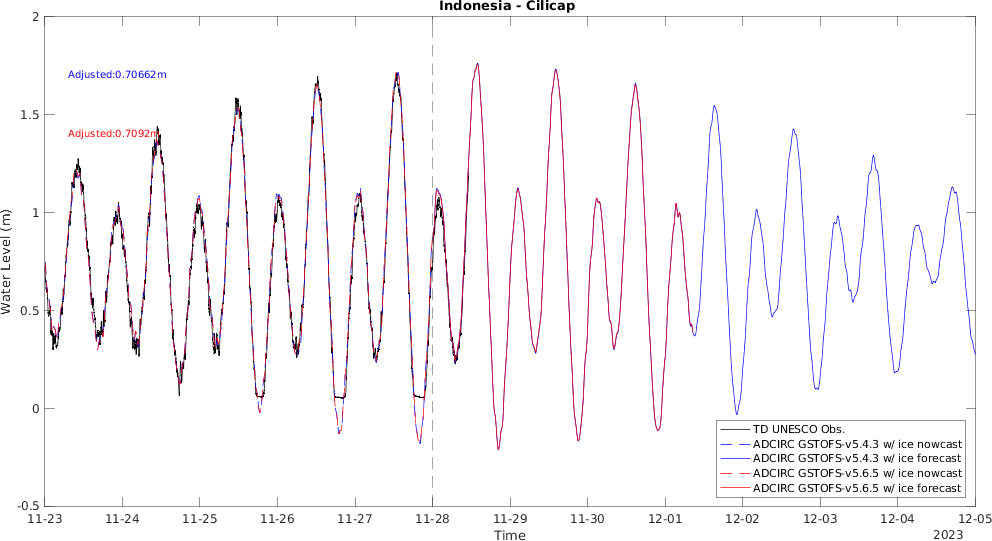 Indonesia - Cilicap
Water Level (m)
2
1.5
1
0.5
0
-0.5
Adjusted:0.70662m
Adjusted:0.7092m
TD UNESCO Obs.
ADCIRC GSTOFS-v5.4.3 w/ ice nowcast
ADCIRC GSTOFS-v5.4.3 w/ ice forecast
ADCIRC GSTOFS-v5.6.5 w/ ice nowcast
ADCIRC GSTOFS-v5.6.5 w/ ice forecast
11-23 11-24 11-25 11-26 11-27 11-28 11-29 11-30 12-01 12-02 12-03 12-04 12-05
Time
2023